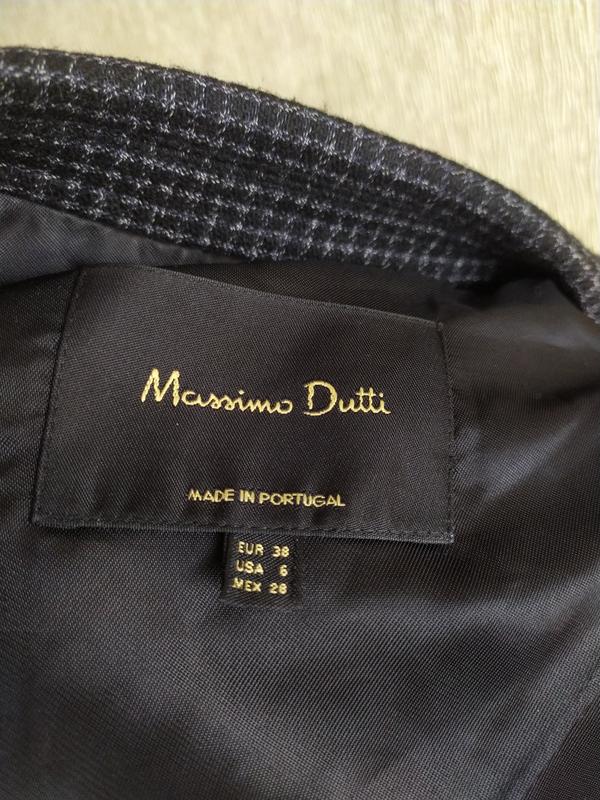 Massimo Dutti
MADE IN PORTUGAL
EUR 38
USA 6
MEX 28